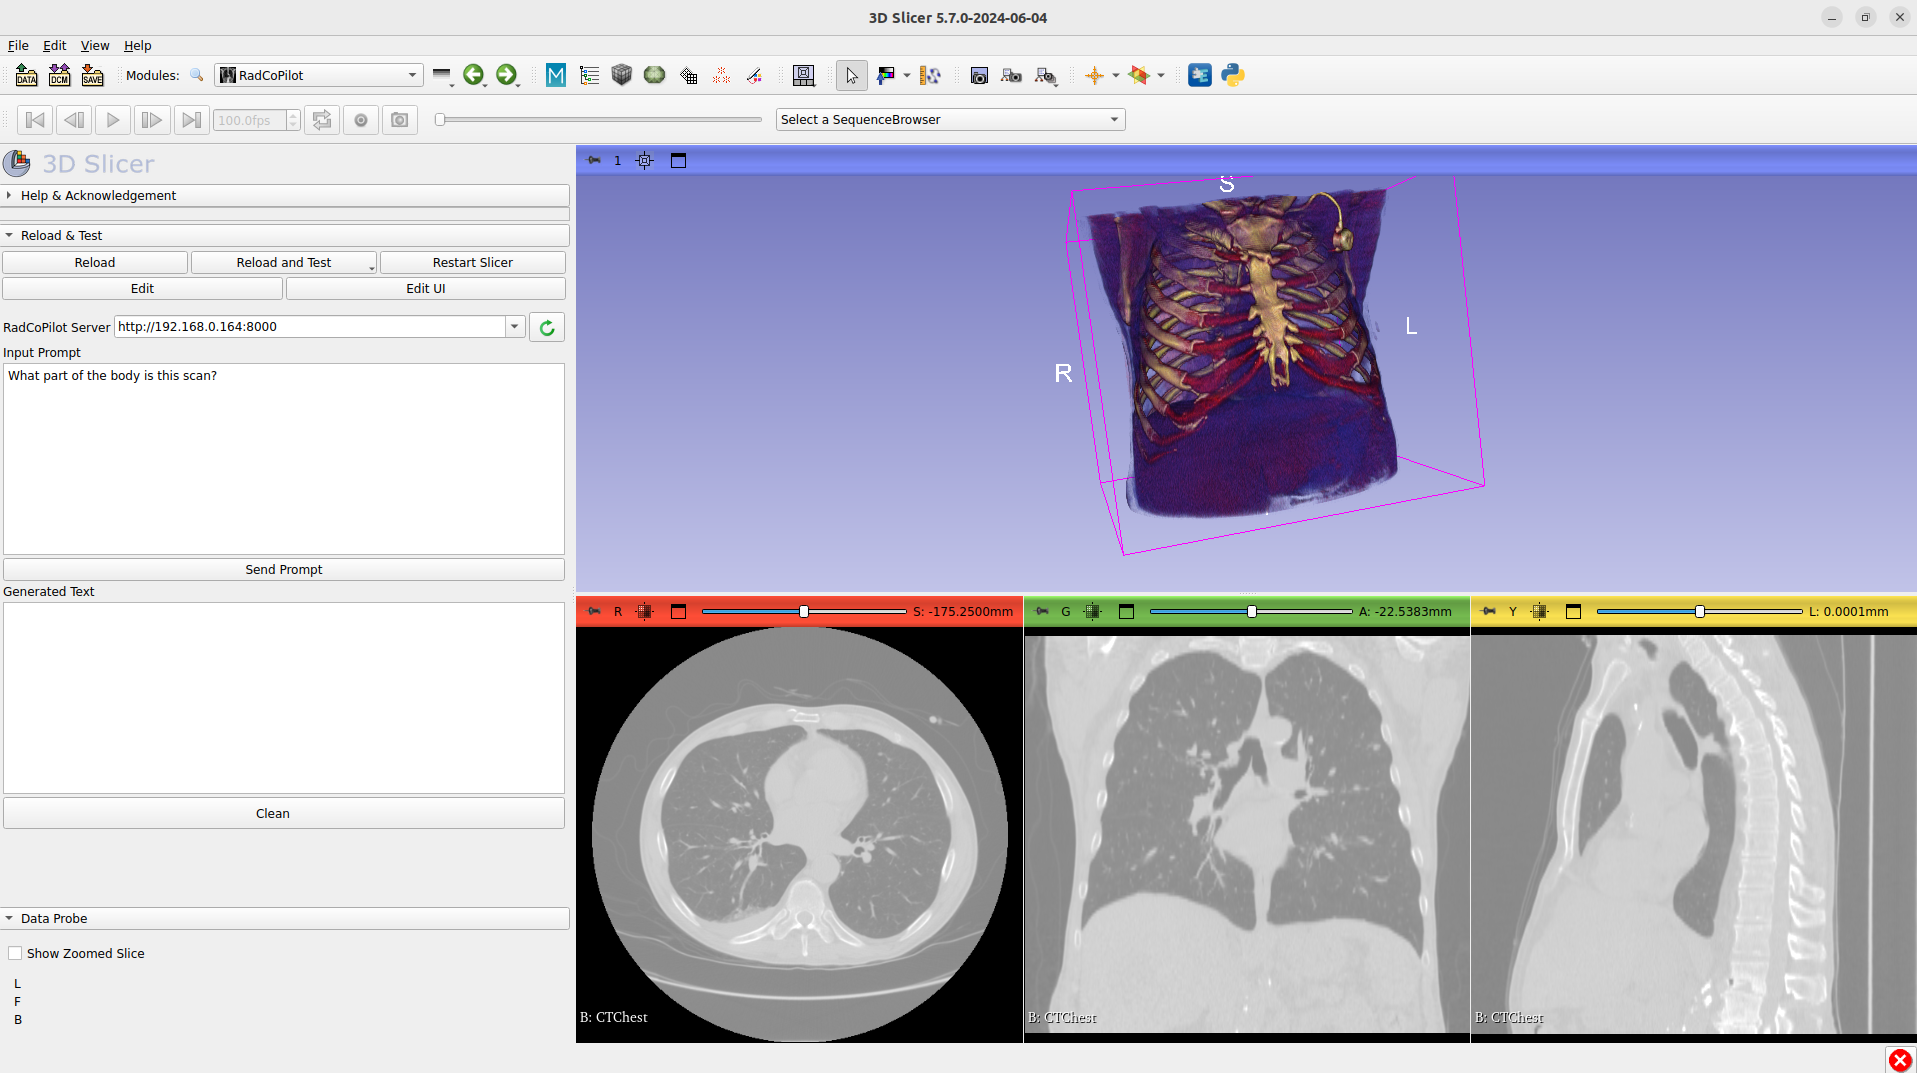 3D Slicer 5.7.0-2024-06-04
File Edit View Help
DATA DCM SAVE Modules: RadCoPilot M
100.0fps Select a SequenceBrowser
3D Slicer
Help & Acknowledgement
Reload & Test
Reload Reload and Test Restart Slicer
Edit Edit UI
RadCoPilot Server http://192.168.0.164:8000
Input Prompt
What part of the body is this scan?
Send Prompt
Generated Text
Clean
Data Probe
Show Zoomed Slice
L
F
B
1
S
R
L
R S: -175.2500mm
B: CTChest
G A: -22.5383mm
B: CTChest
Y L: 0.0001mm
B: CTChest